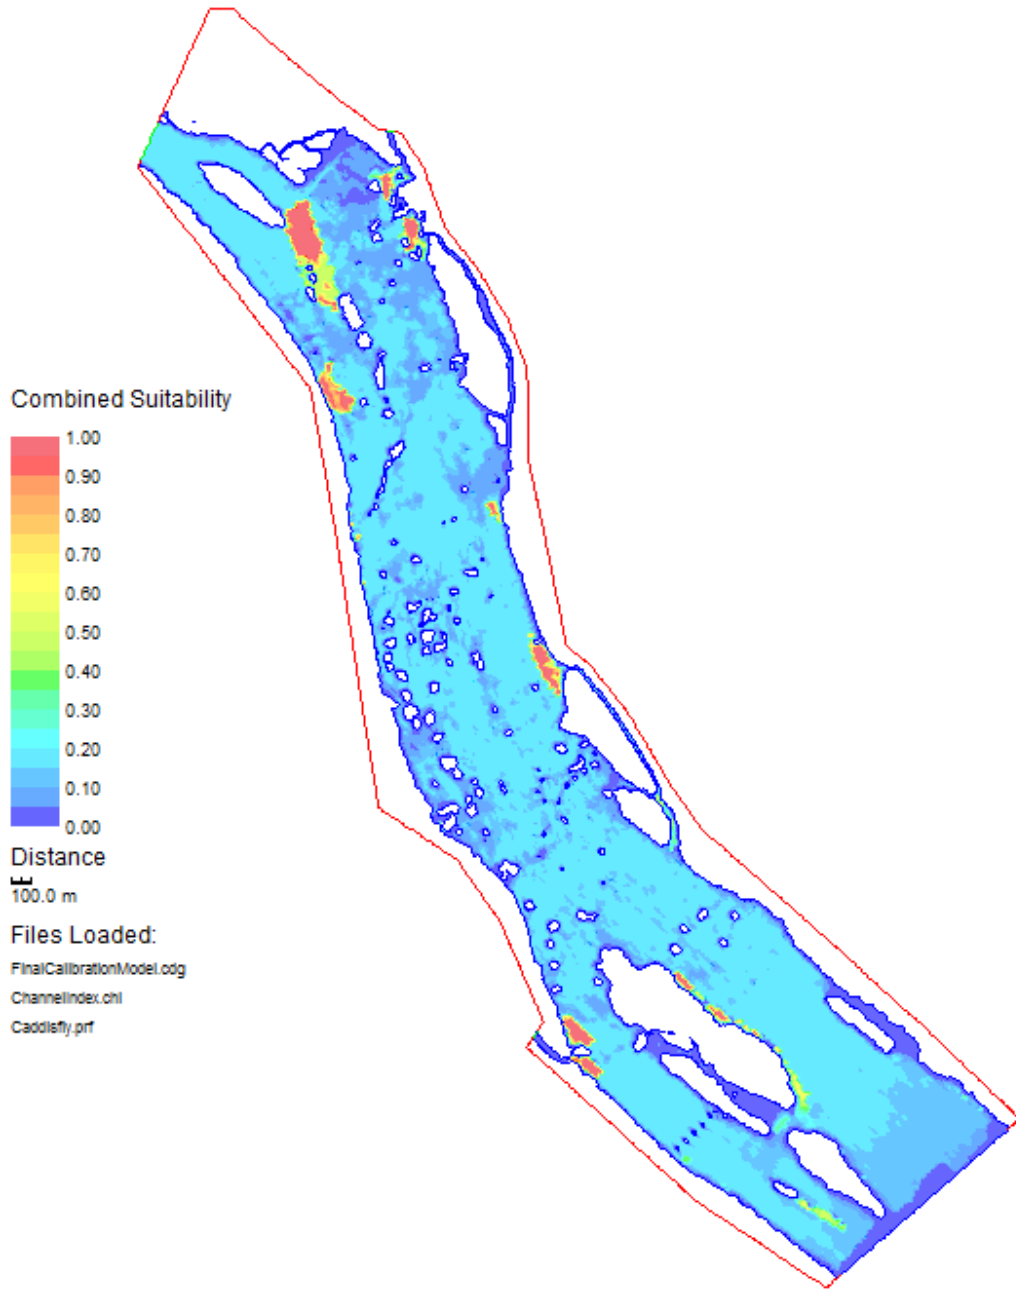 Combined Suitability
1.00
0.90
0.80
0.70
0.60
0.50
0.40
0.30
0.20
0.10
0.00
Distance
100.0 m
Files Loaded:
FinalCalibrationModel.cdg
ChannelIndex.chi
Caddisfly.prf